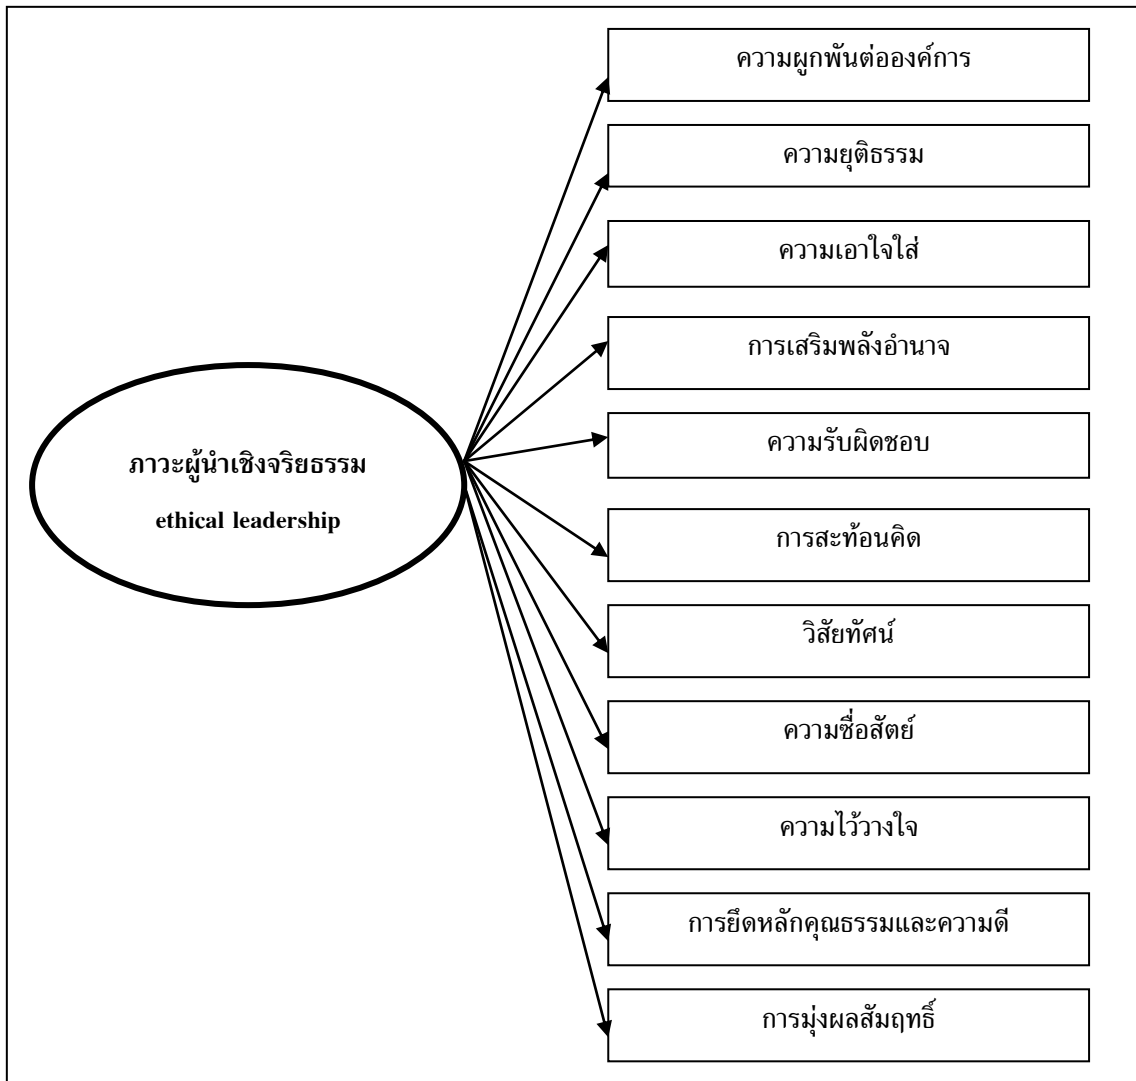 ความผูกพันต่อองค์การ
ความยุติธรรม
ความเอาใจใส่
การเสริมพลังอำนาจ
ความรับผิดชอบ
ภาวะผู้นำเชิงจริยธรรม
ethical leadership
การสะท้อนคิด
วิสัยทัศน์
ความซื่อสัตย์
ความไว้วางใจ
การยึดหลักคุณธรรมและความดี
การมุ่งผลสัมฤทธิ์